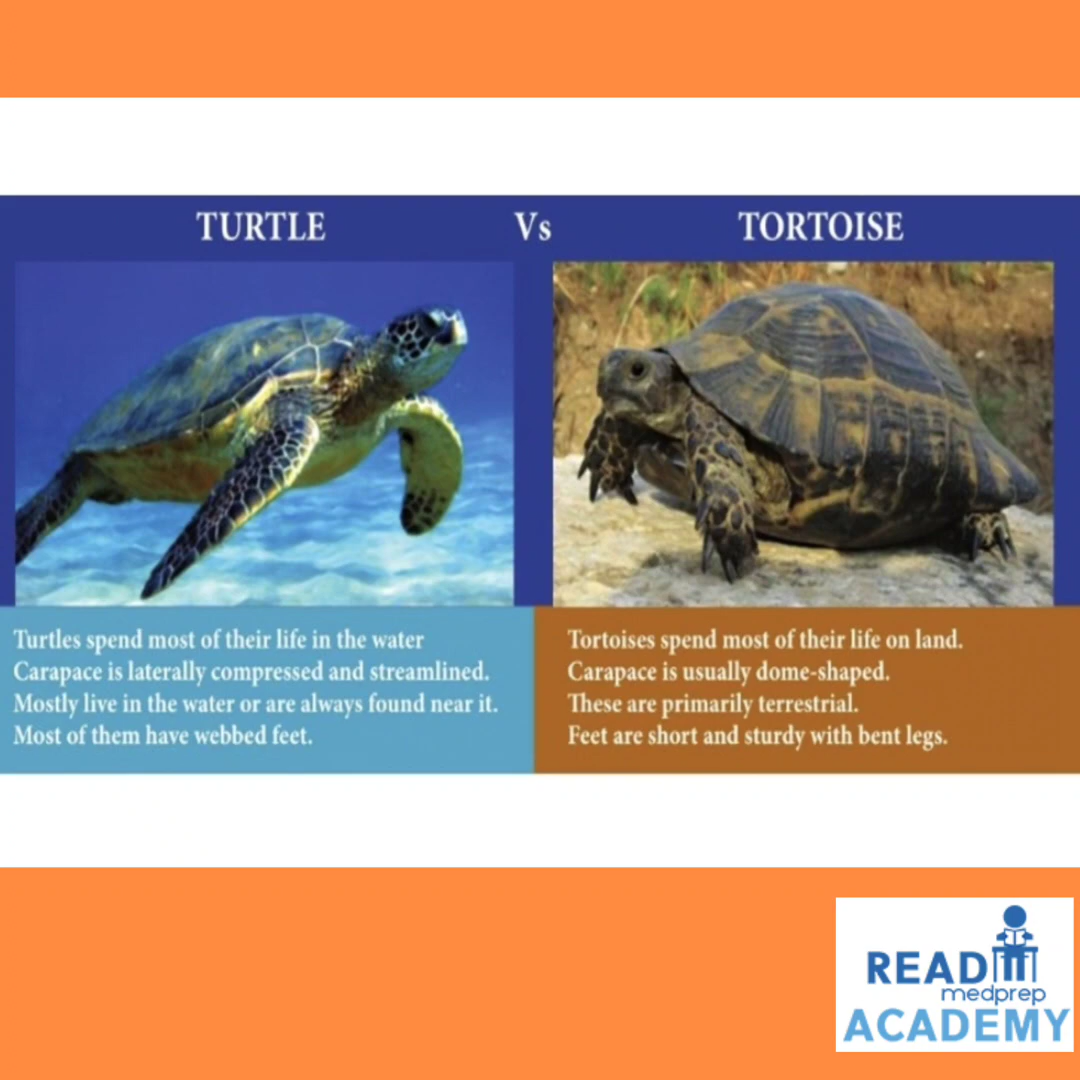 TURTLE Vs TORTOISE
Turtles spend most of their life in the water
Carapace is laterally compressed and streamlined.
Mostly live in the water or are always found near it.
Most of them have webbed feet.
Tortoises spend most of their life on land.
Carapace is usually dome-shaped.
These are primarily terrestrial.
Feet are short and sturdy with bent legs.
READ
medprep
ACADEMY